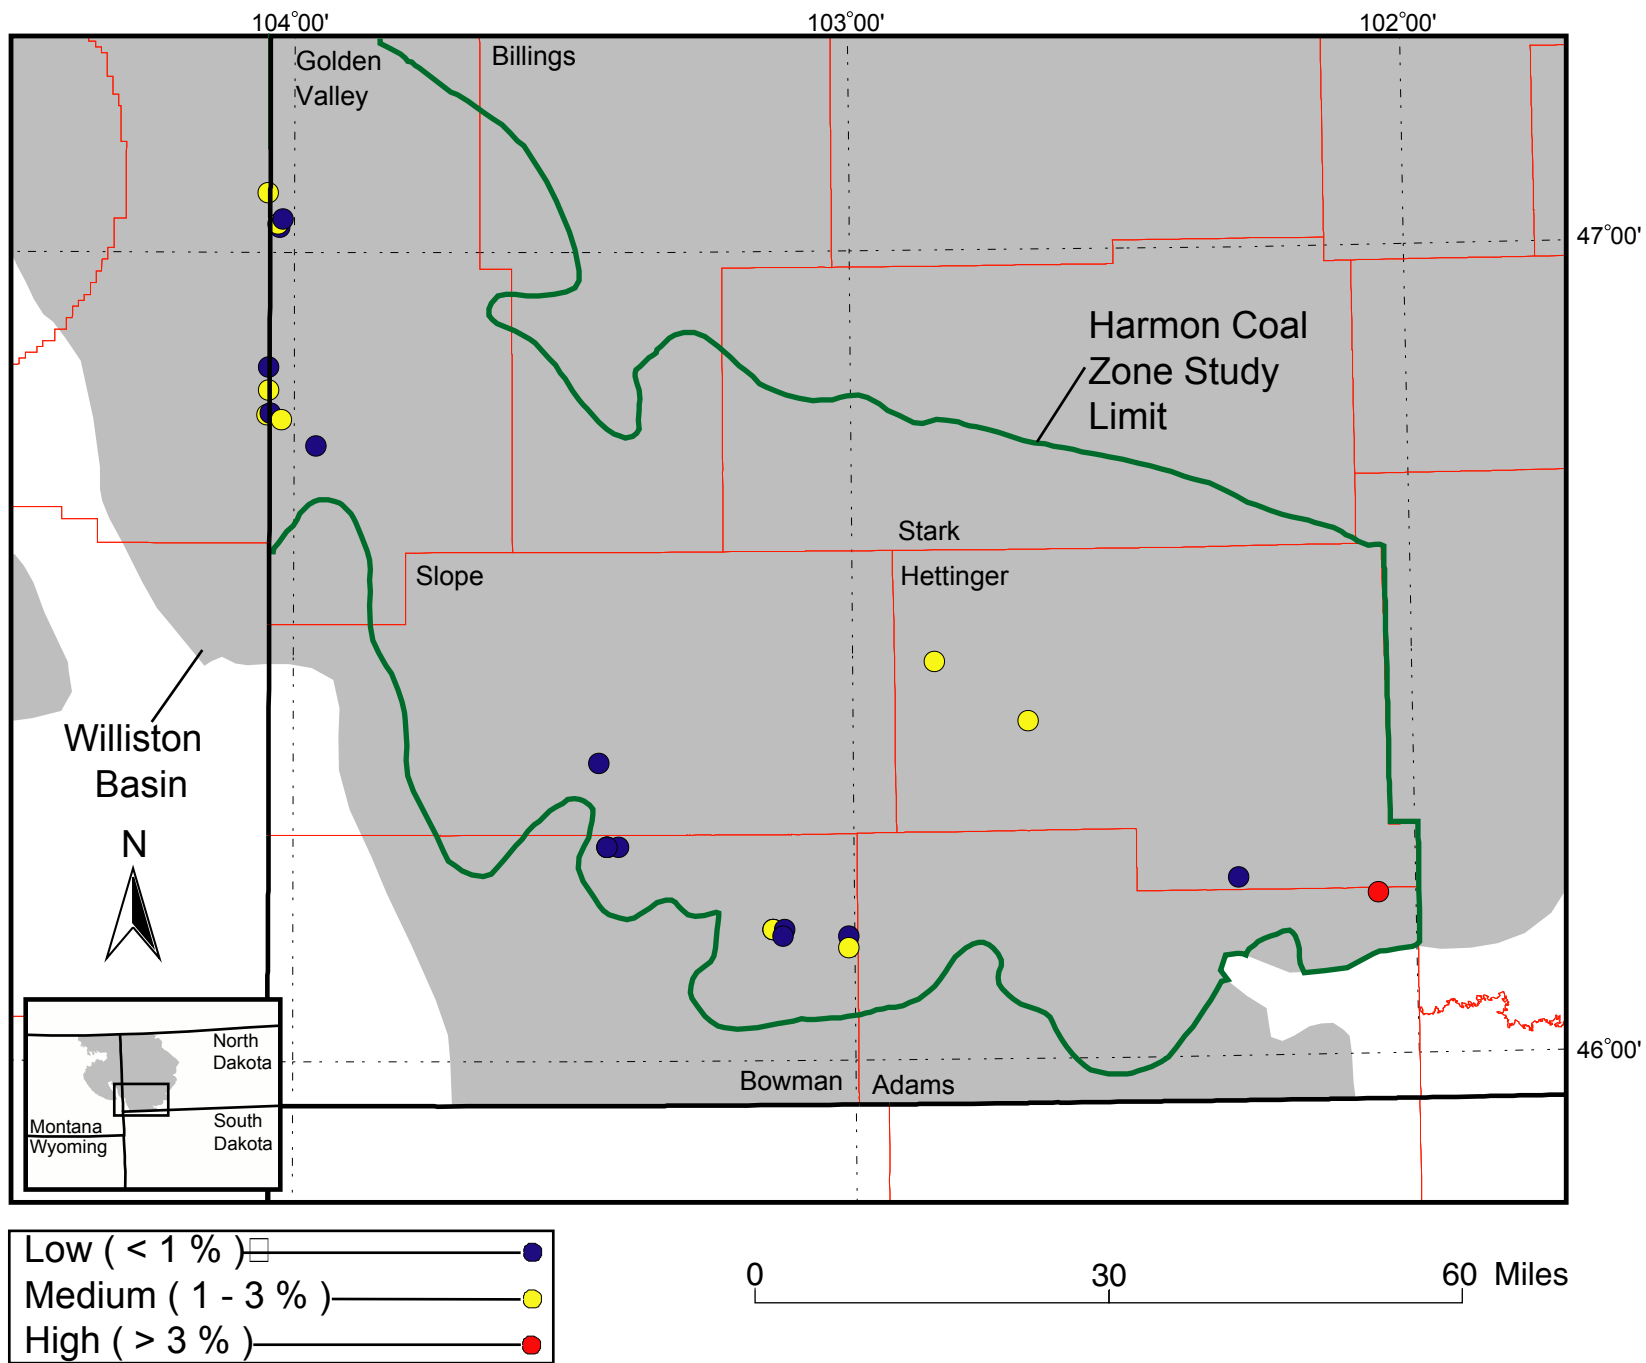 104°00'
103°00'
102°00'
Golden
Valley
Billings
47°00'
Harmon Coal
Zone Study
Limit
Stark
Slope
Hettinger
Williston
Basin
N
46°00'
Bowman
Adams
North
Dakota
South
Dakota
Montana
Wyoming
Low ( < 1 % )
Medium ( 1 - 3 % )
High ( > 3 % )
0
30
60 Miles